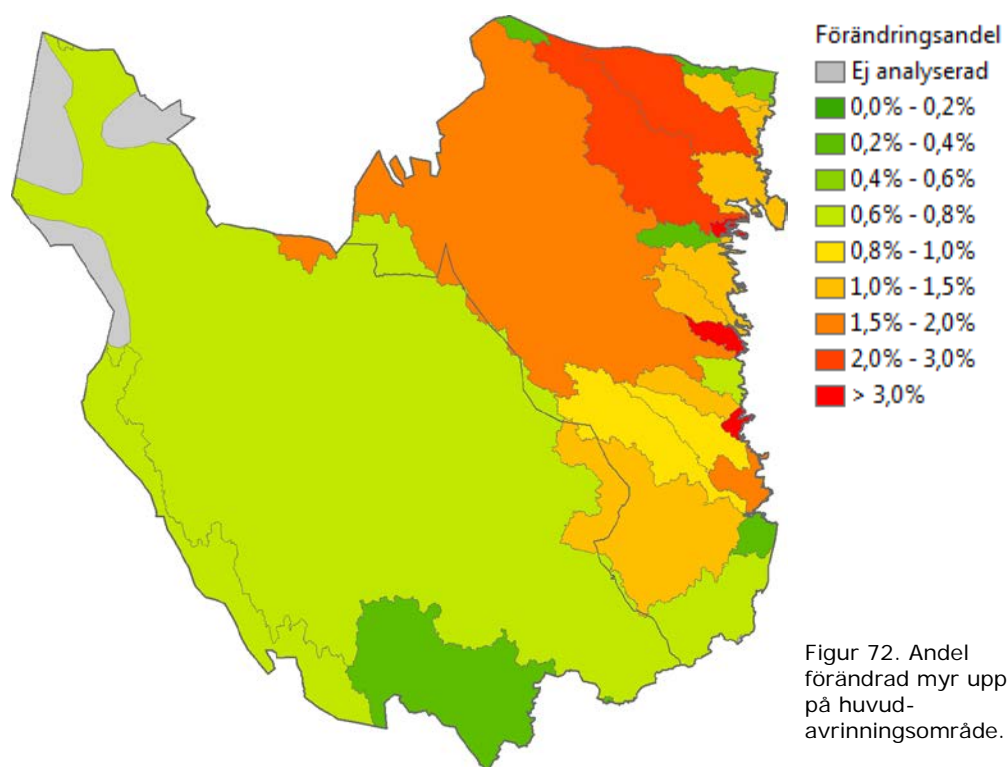 Förändringsandel
Ej analyserad
0,0% - 0,2%
0,2% - 0,4%
0,4% - 0,6%
0,6% - 0,8%
0,8% - 1,0%
1,0% - 1,5%
1,5% - 2,0%
2,0% - 3,0%
> 3,0%
Figur 72. Andel
förändrad myr upp
på huvud-
avrinningsområde.